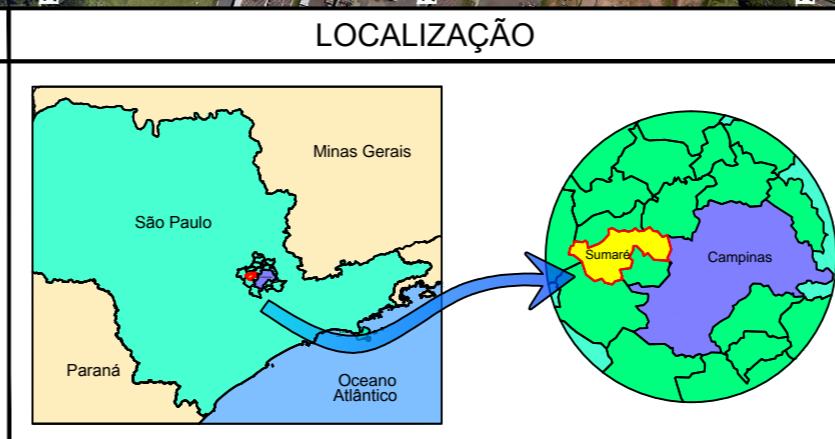 LOCALIZAÇÃO
Minas Gerais
São Paulo
Paraná
Oceano
Atlântico
Sumaré
Campinas